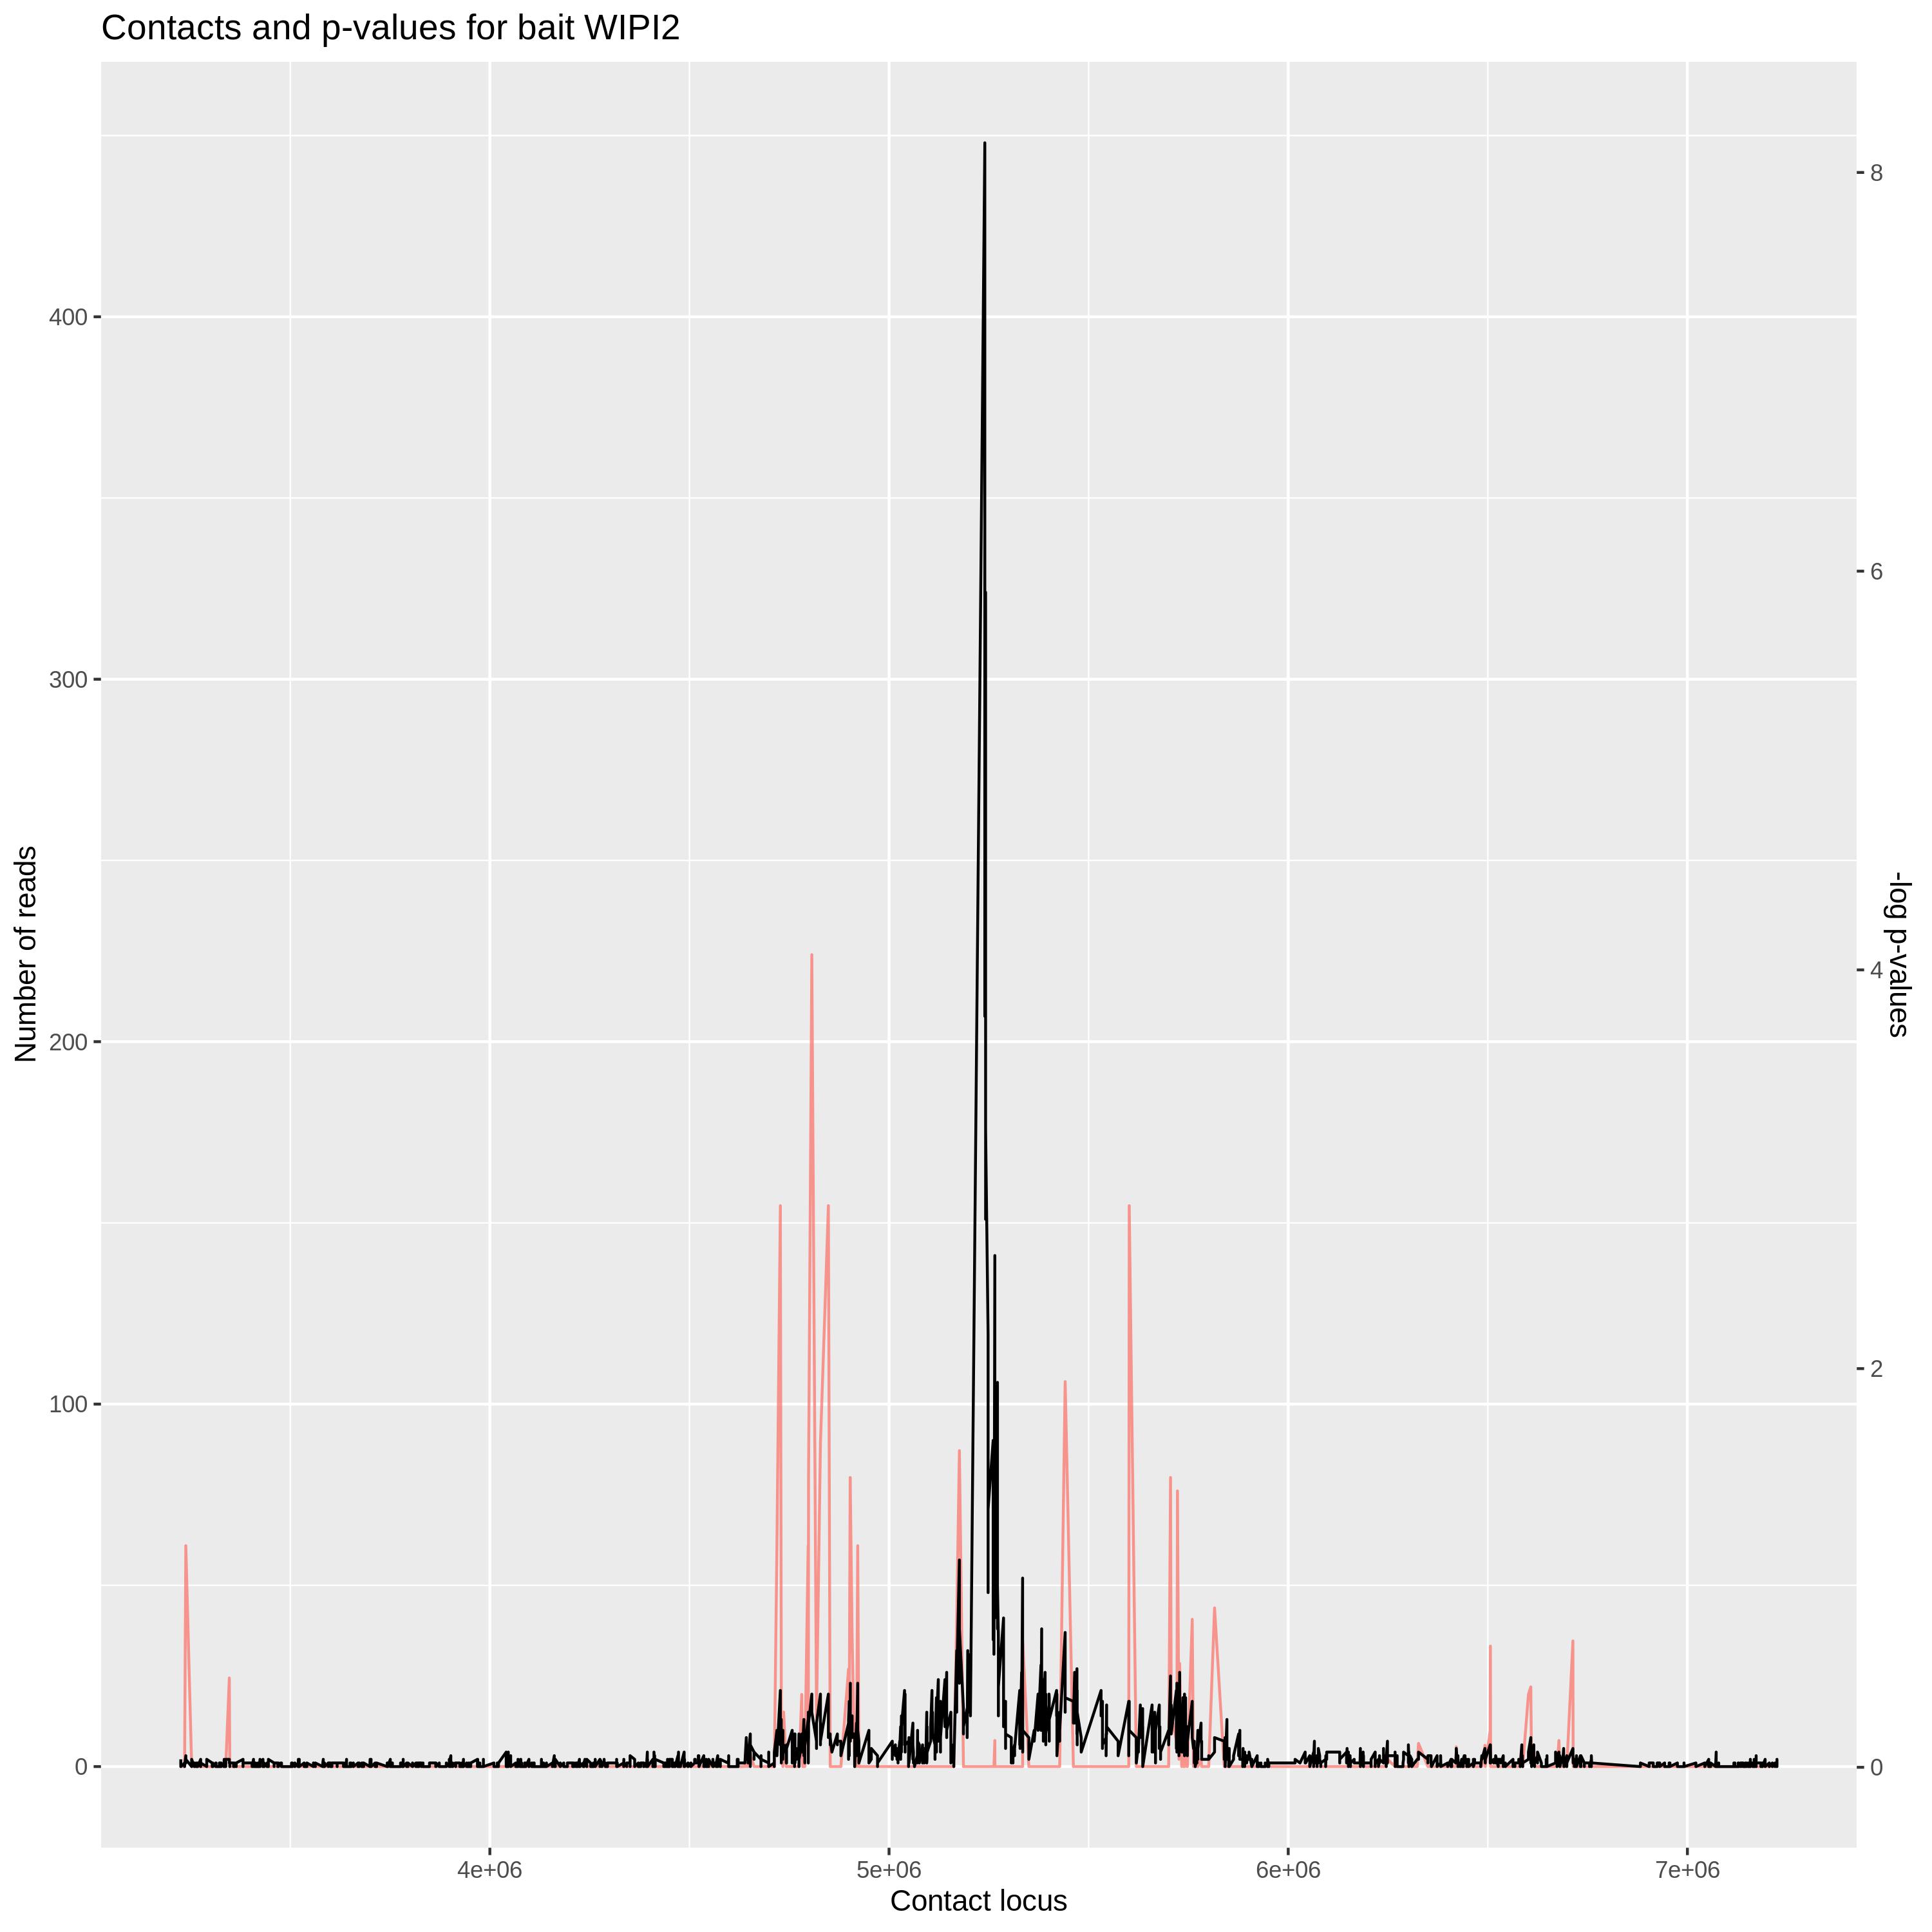 Contacts and p-values for bait WIPI2
Number of reads
400
300
200
100
0
8
6
4
2
0
-log p-values
4e+06
5e+06
6e+06
7e+06
Contact locus